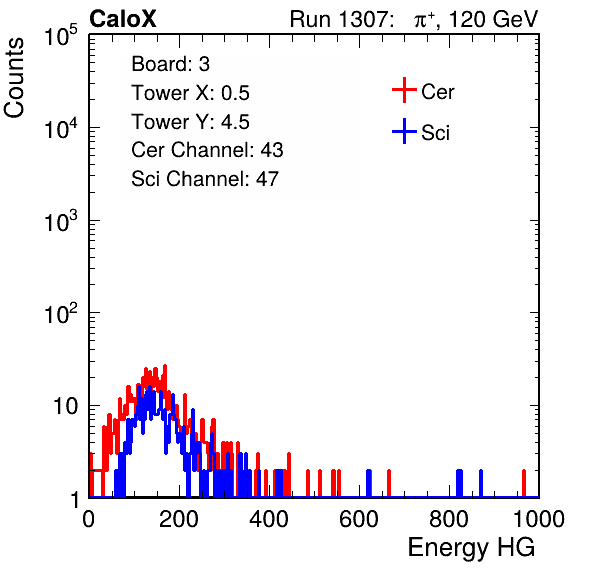 CaloX Run 1307: π⁺, 120 GeV
Counts
Board: 3
Tower X: 0.5
Tower Y: 4.5
Cer Channel: 43
Sci Channel: 47
Cer
Sci
10⁵
10⁴
10³
10²
10
1
0 200 400 600 800 1000
Energy HG